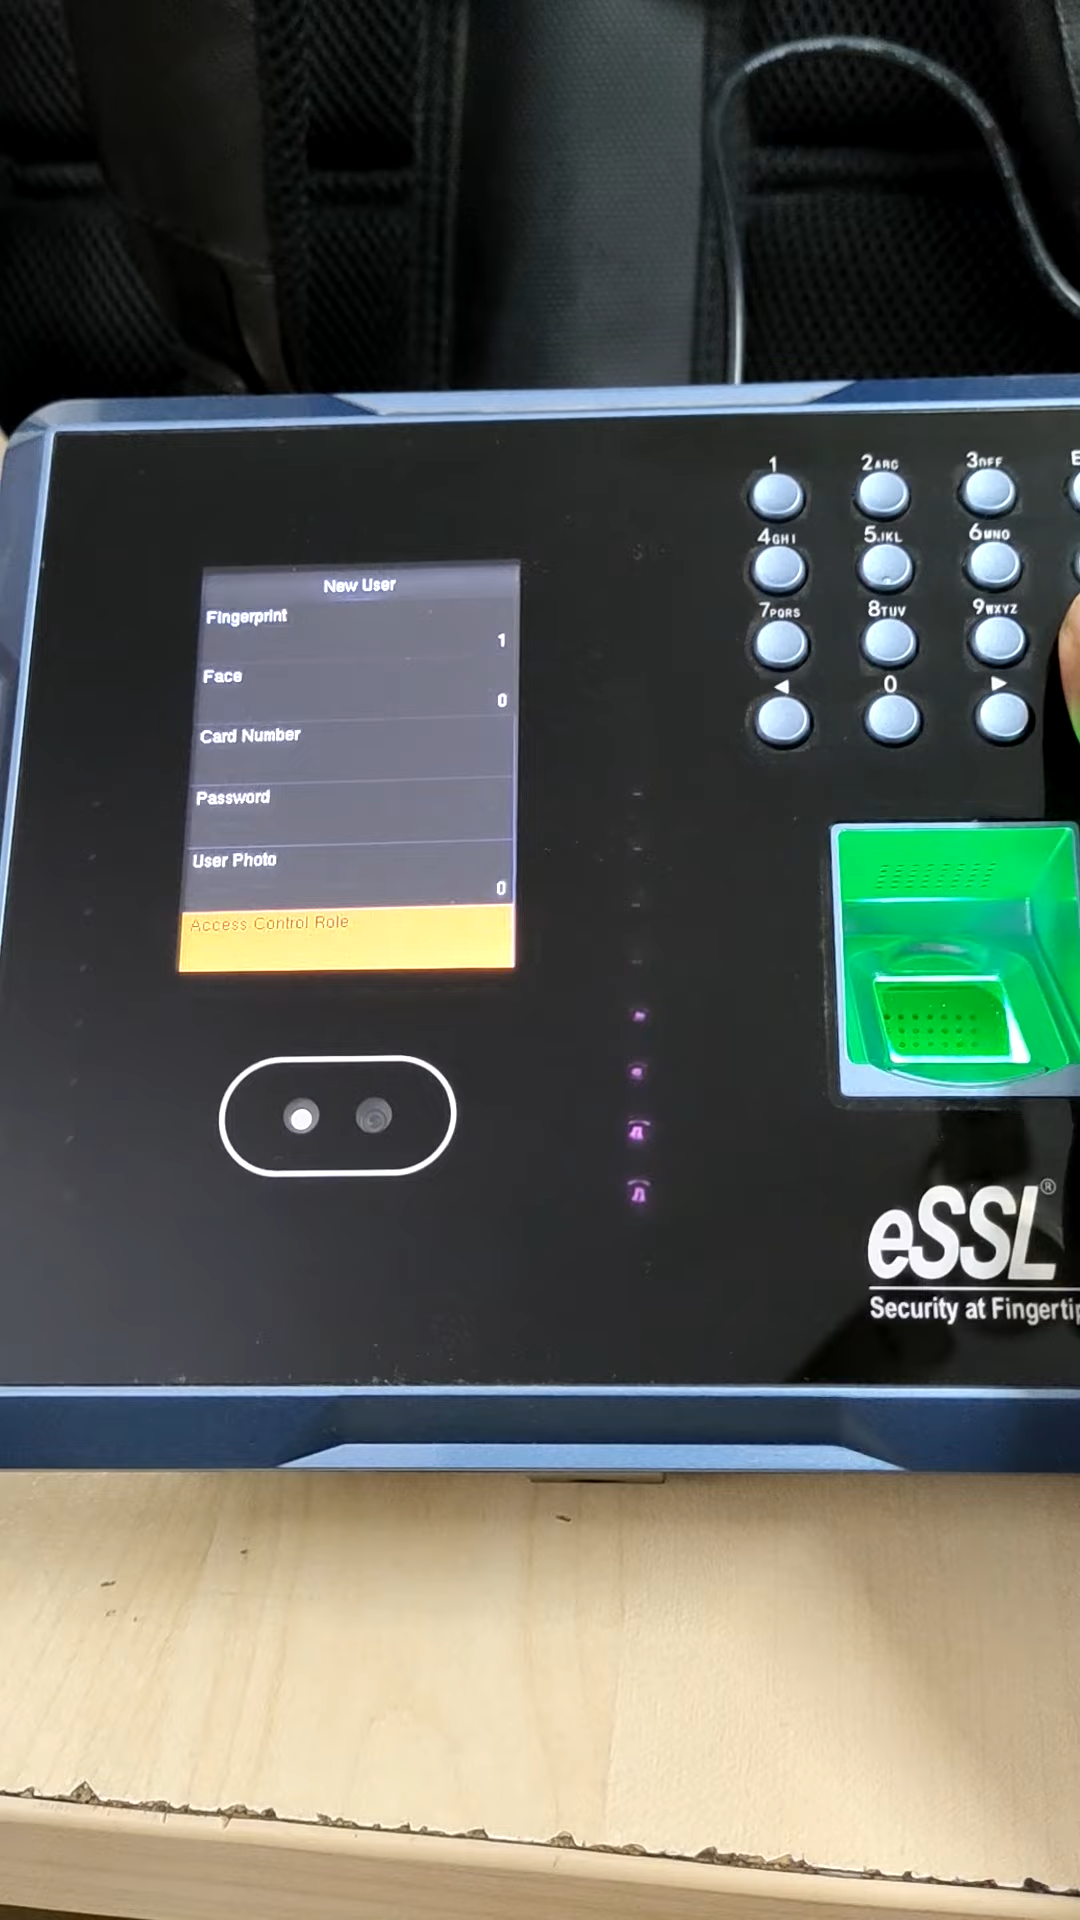 New User
Fingerprint
1
Face
0
Card Number
Password
User Photo
0
Access Control Role
1
2ABC
3DEF
E
4GHI
5JKL
6MNO
7PQRS
8TUV
9WXYZ
◄
0
►
eSSL®
Security at Fingertip